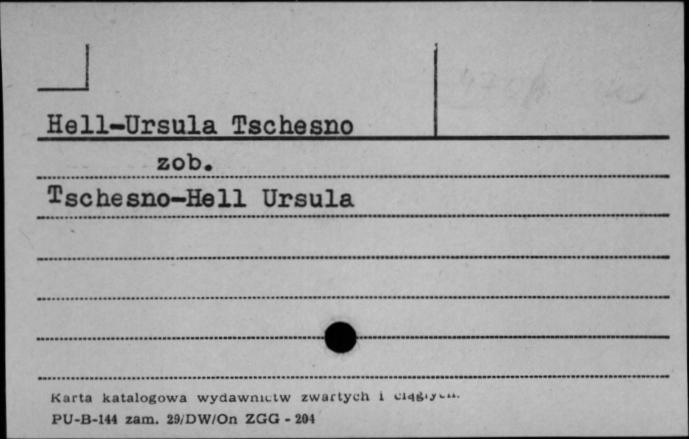 Hell-Ursula Tschesno
zob.
Tschesno-Hell Ursula
Karta katalogowa wydawnictw zwartych i ciągłych.
PU-B-144 zam. 29/DW/On ZGG - 204